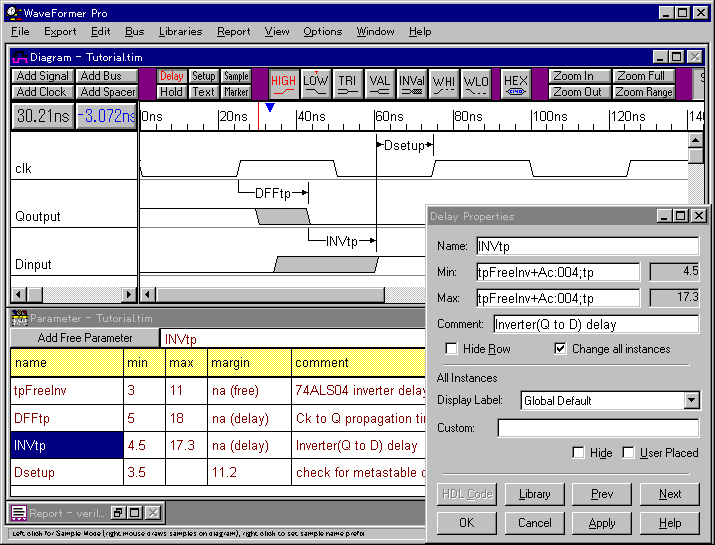 WaveFormer Pro
File Export Edit Bus Libraries Report View Options Window Help
Diagram - Tutorial.tim
Add Signal Add Bus Delay Setup Sample HIGH LOW TRI VAL INVal WHI WLO HEX Zoom In Zoom Full
Add Clock Add Spacer Hold Text Marker Zoom Out Zoom Range
30.21ns -3.072ns 0ns 20ns 40ns 60ns 80ns 100ns 120ns 140
Dsetup
clk
DFFtp
Qoutput
INVtp
Dinput
Parameter - Tutorial.tim
Add Free Parameter INVtp
name min max margin comment
tpFreeInv 3 11 na (free) 74ALS04 inverter delay
DFFtp 5 18 na (delay) Ck to Q propagation ti
INVtp 4.5 17.3 na (delay) Inverter(Q to D) delay
Dsetup 3.5 11.2 check for metastable
Report - veril...
Left click for Sample Mode (right mouse draws samples on diagram), right click to set sample name prefix
Delay Properties
Name: INVtp
Min: tpFreeInv+Ac:004;tp 4.5
Max: tpFreeInv+Ac:004;tp 17.3
Comment: Inverter(Q to D) delay
Hide Row Change all instances
All Instances
Display Label: Global Default
Custom:
Hide User Placed
HDL Code Library Prev Next
OK Cancel Apply Help